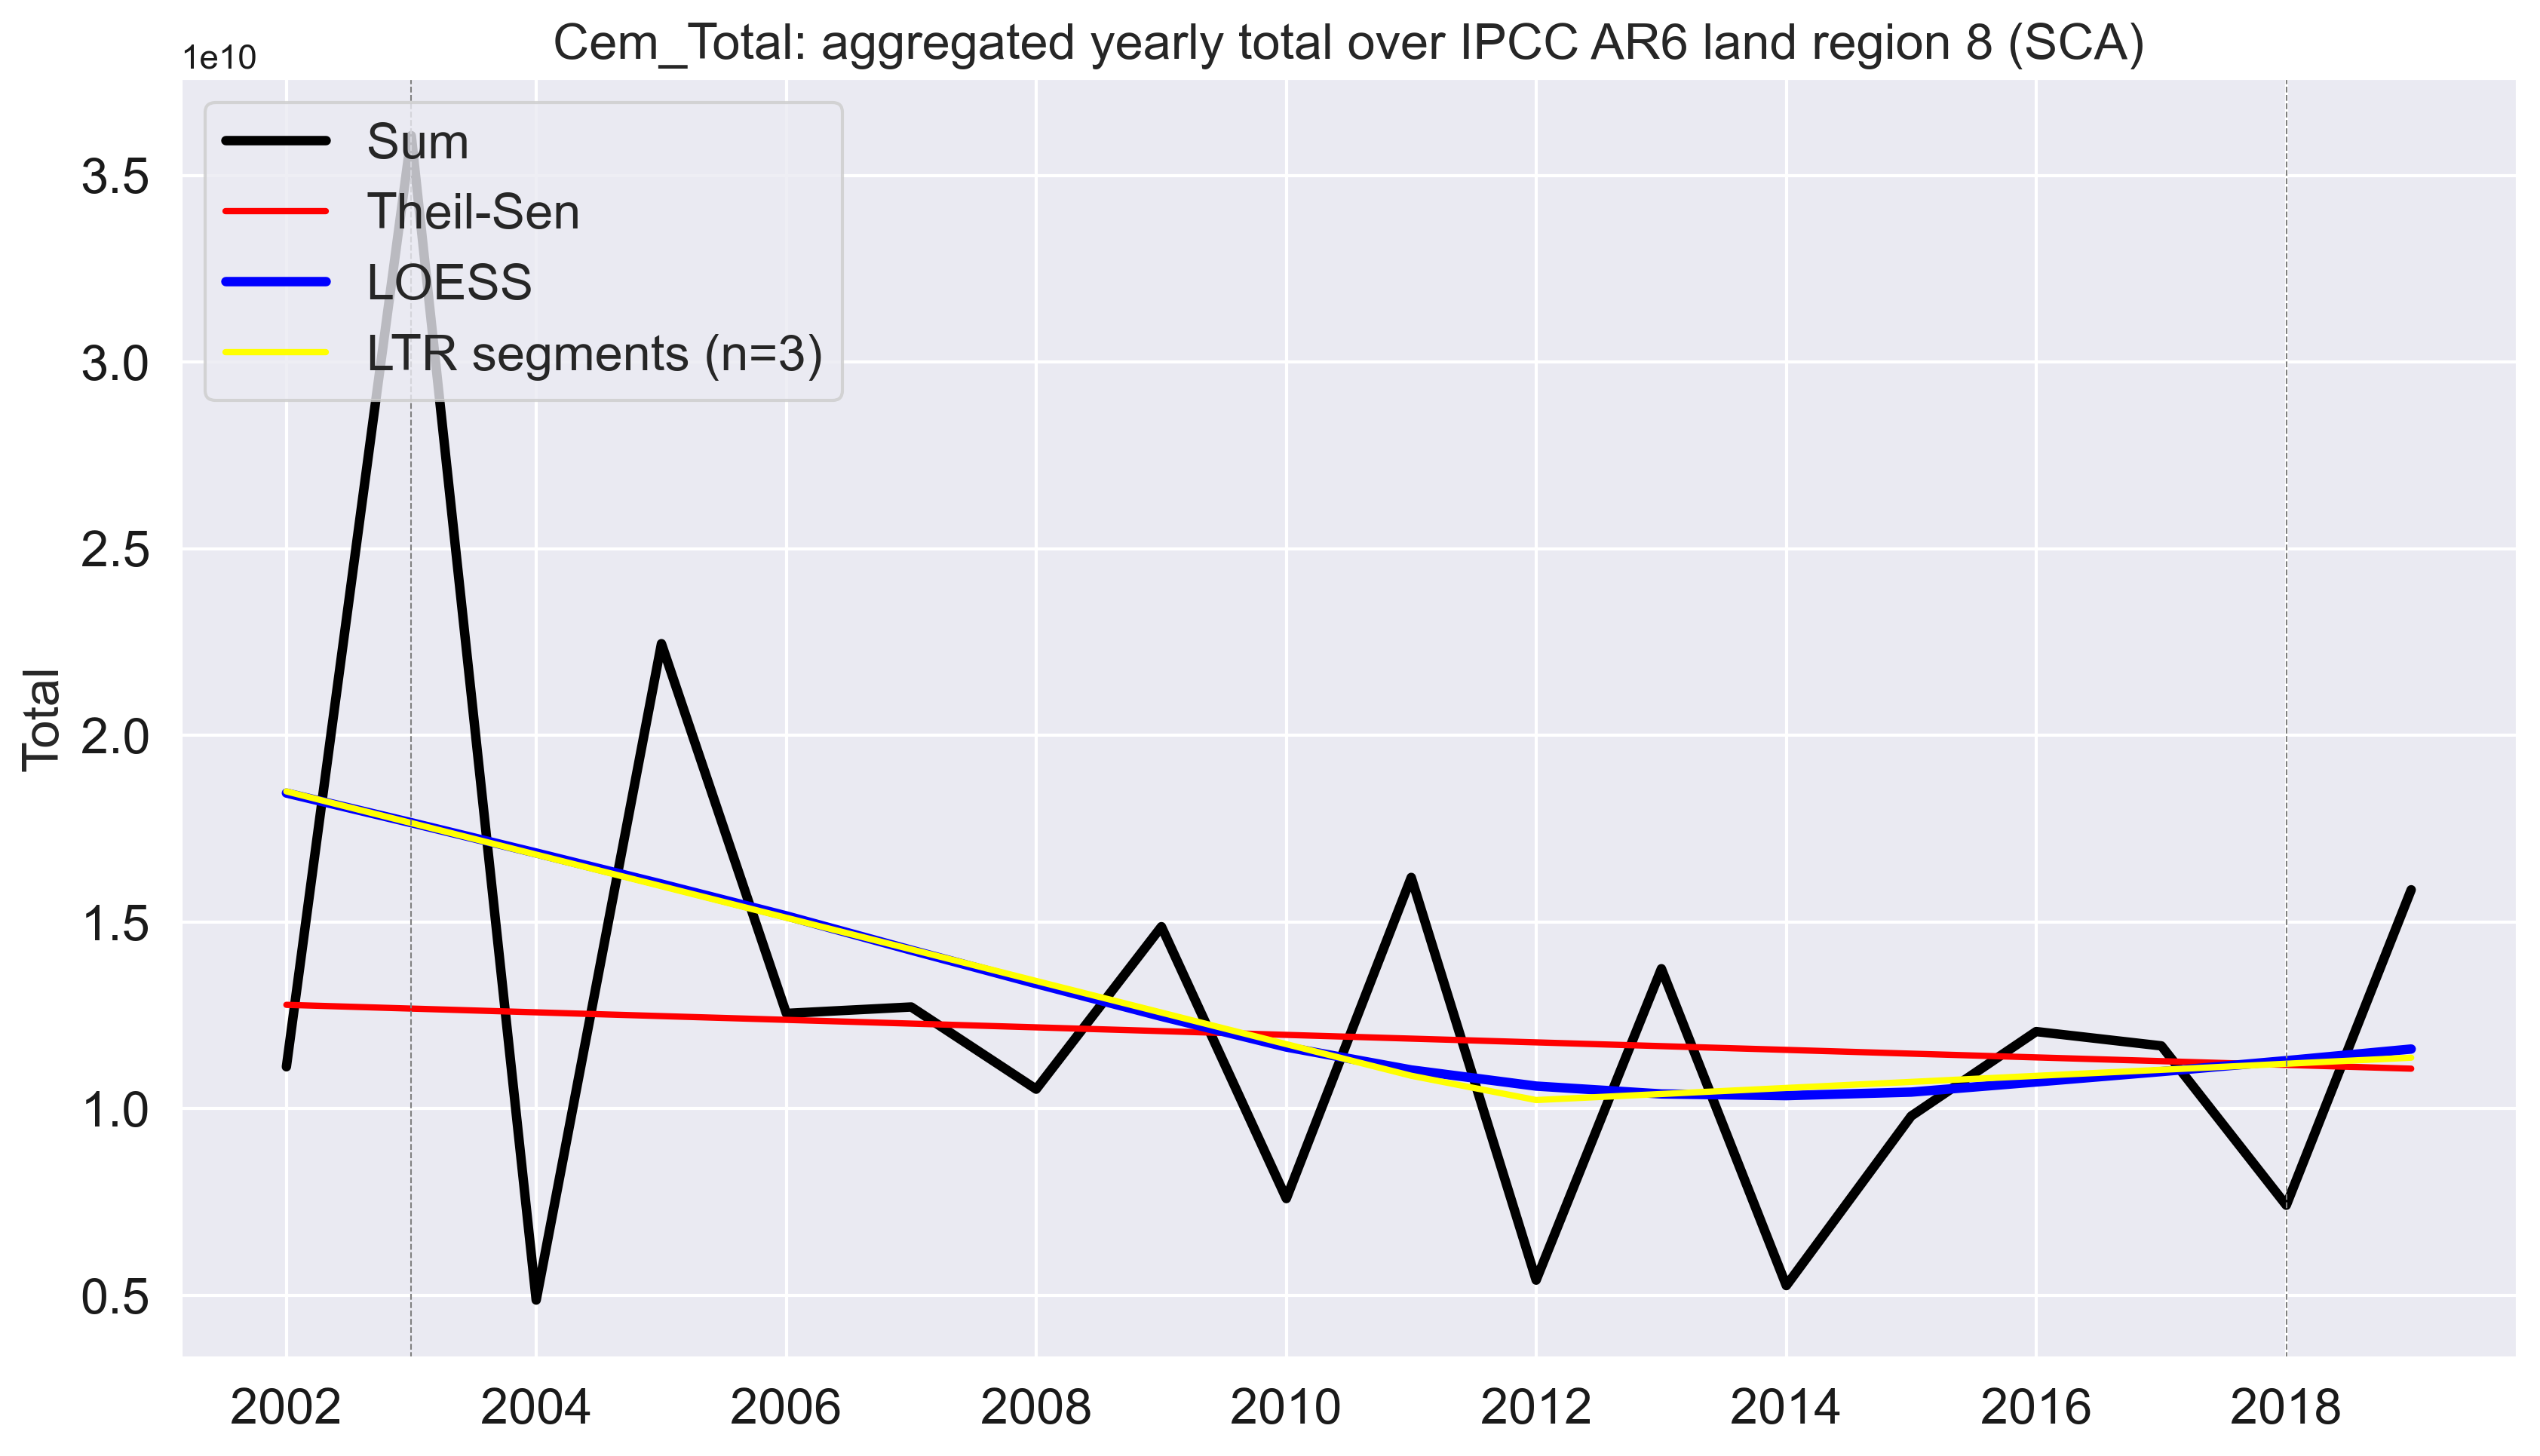 Cem_Total: aggregated yearly total over IPCC AR6 land region 8 (SCA)
1e10
Sum
Theil-Sen
LOESS
LTR segments (n=3)
3.5
3.0
2.5
2.0
1.5
1.0
0.5
Total
2002 2004 2006 2008 2010 2012 2014 2016 2018